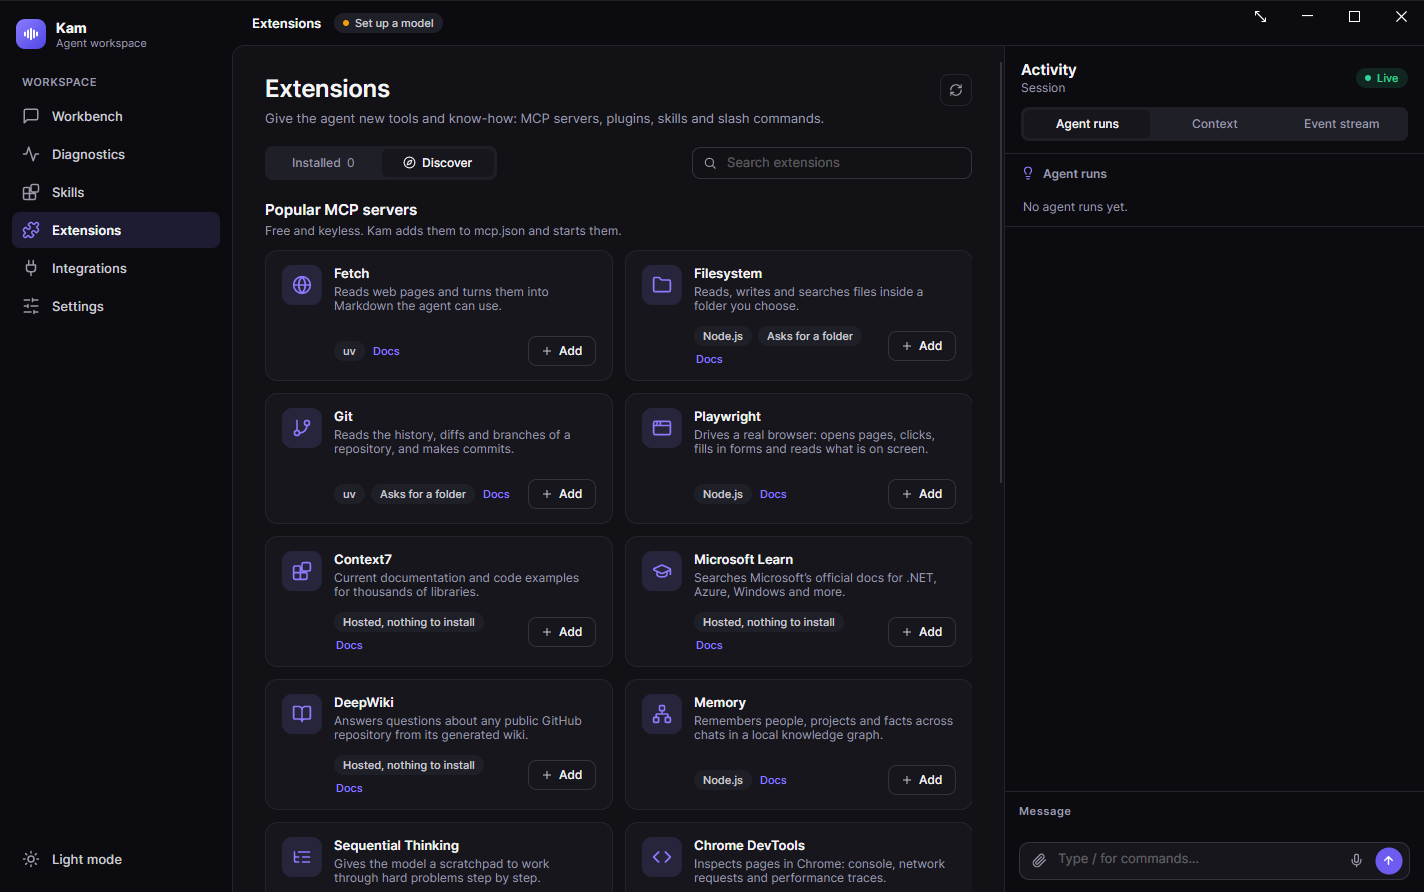 Kam
Agent workspace
WORKSPACE
Workbench
Diagnostics
Skills
Extensions
Integrations
Settings
Light mode
Extensions
Set up a model
Extensions
Give the agent new tools and know-how: MCP servers, plugins, skills and slash commands.
Installed 0
Discover
Search extensions
Popular MCP servers
Free and keyless. Kam adds them to mcp.json and starts them.
Fetch
Reads web pages and turns them into
Markdown the agent can use.
uv Docs
Add
Filesystem
Reads, writes and searches files inside a
folder you choose.
Node.js Asks for a folder
Docs
Add
Git
Reads the history, diffs and branches of a
repository, and makes commits.
uv Asks for a folder Docs
Add
Playwright
Drives a real browser: opens pages, clicks,
fills in forms and reads what is on screen.
Node.js Docs
Add
Context7
Current documentation and code examples
for thousands of libraries.
Hosted, nothing to install
Docs
Add
Microsoft Learn
Searches Microsoft's official docs for .NET,
Azure, Windows and more.
Hosted, nothing to install
Docs
Add
DeepWiki
Answers questions about any public GitHub
repository from its generated wiki.
Hosted, nothing to install
Docs
Add
Memory
Remembers people, projects and facts across
chats in a local knowledge graph.
Node.js Docs
Add
Sequential Thinking
Gives the model a scratchpad to work
through hard problems step by step.
Chrome DevTools
Inspects pages in Chrome: console, network
requests and performance traces.
Activity
Session
Live
Agent runs
Context
Event stream
Agent runs
No agent runs yet.
Message
Type / for commands...